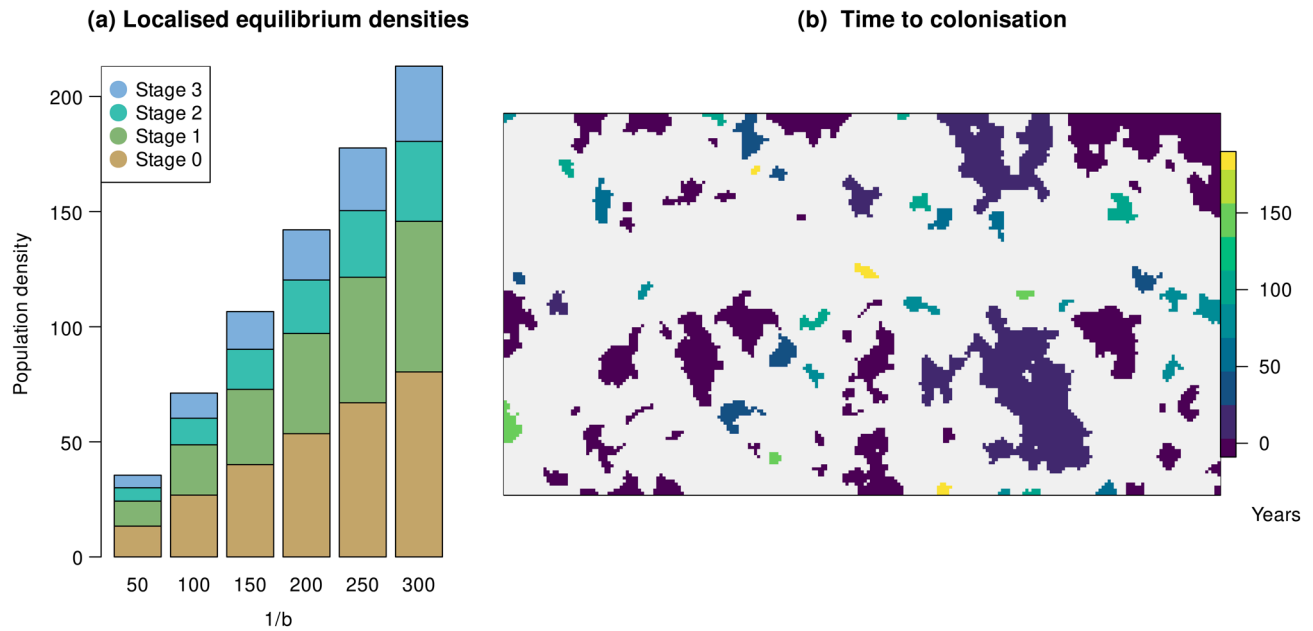 (a) Localised equilibrium densities
Stage 3
Stage 2
Stage 1
Stage 0
Population density
200
150
100
50
0
50 100 150 200 250 300
1/b
(b) Time to colonisation
150
100
50
0
Years